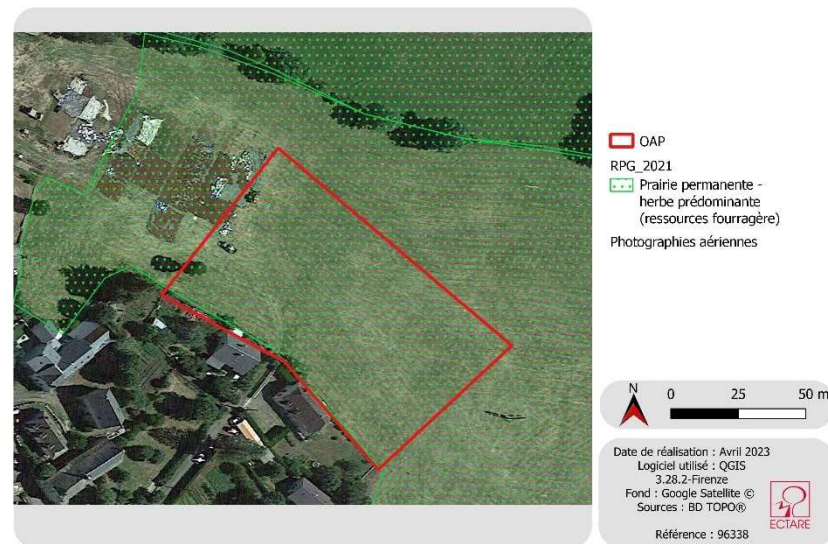 OAP
RPG_2021
Prairie permanente -
herbe prédominante
(ressources fourragère)
Photographies aériennes
N
0 25 50 m
Date de réalisation : Avril 2023
Logiciel utilisé : QGIS
3.28.2-Firenze
Fond : Google Satellite ©
Sources : BD TOPO®
Référence : 96338
ECTARE